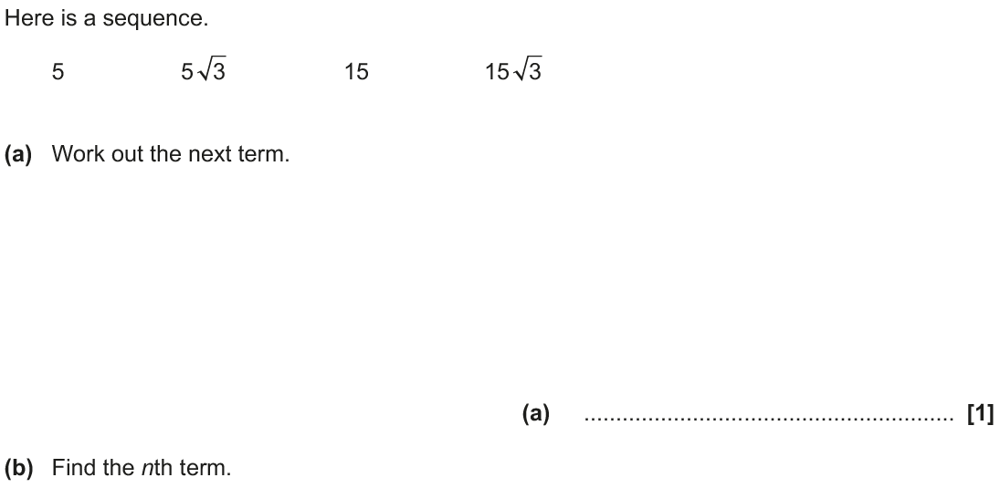 Here is a sequence.
5 5√3 15 15√3
(a) Work out the next term.
(a) ........................................................... [1]
(b) Find the nth term.